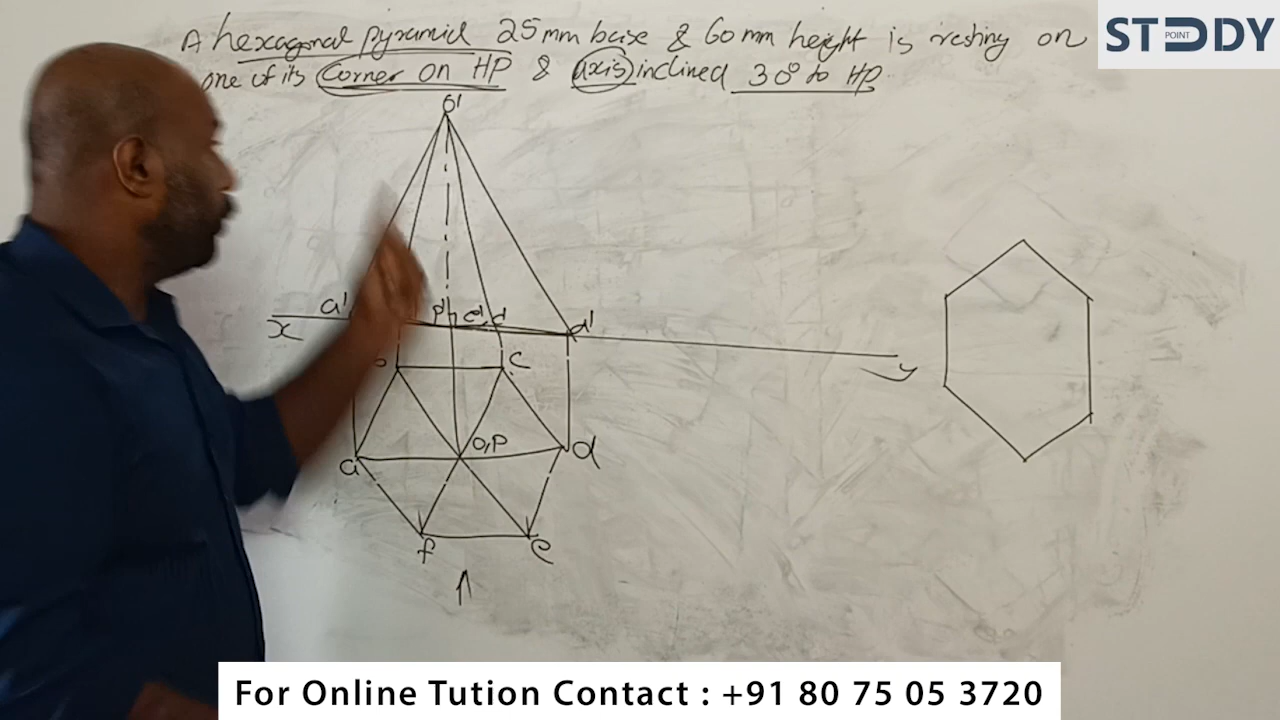 A hexagonal pyramid 25mm base & 60mm height is resting on
one of its corner on HP & axis inclined 30° to HP.
STUDY
POINT
o'
a'
p'
d'
x
y
c
o,p
a
d
f
e
For Online Tution Contact : +91 80 75 05 3720